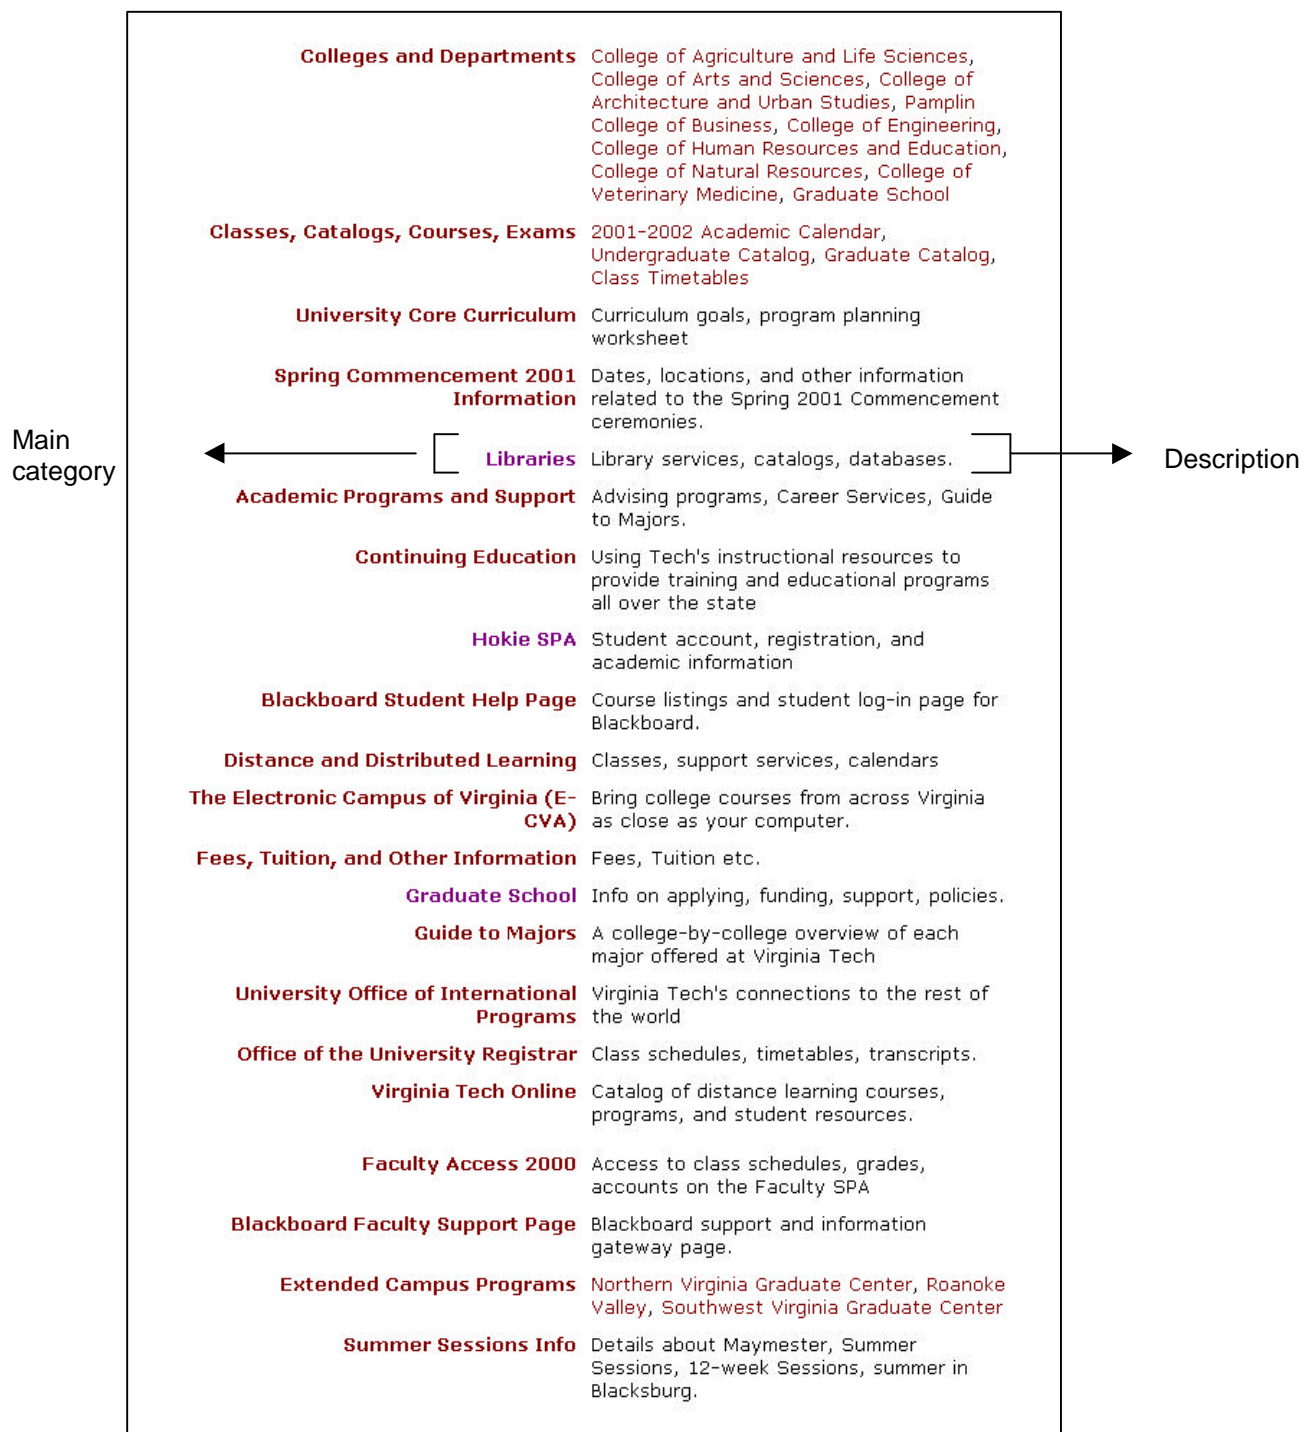 Colleges and Departments College of Agriculture and Life Sciences,
College of Arts and Sciences, College of
Architecture and Urban Studies, Pamplin
College of Business, College of Engineering,
College of Human Resources and Education,
College of Natural Resources, College of
Veterinary Medicine, Graduate School
Classes, Catalogs, Courses, Exams 2001-2002 Academic Calendar,
Undergraduate Catalog, Graduate Catalog,
Class Timetables
University Core Curriculum Curriculum goals, program planning
worksheet
Spring Commencement 2001 Dates, locations, and other information
Information related to the Spring 2001 Commencement
ceremonies.
Main
category
Libraries Library services, catalogs, databases.
Description
Academic Programs and Support Advising programs, Career Services, Guide
to Majors.
Continuing Education Using Tech's instructional resources to
provide training and educational programs
all over the state
Hokie SPA Student account, registration, and
academic information
Blackboard Student Help Page Course listings and student log-in page for
Blackboard.
Distance and Distributed Learning Classes, support services, calendars
The Electronic Campus of Virginia (E- Bring college courses from across Virginia
CVA) as close as your computer.
Fees, Tuition, and Other Information Fees, Tuition etc.
Graduate School Info on applying, funding, support, policies.
Guide to Majors A college-by-college overview of each
major offered at Virginia Tech
University Office of International Virginia Tech's connections to the rest of
Programs the world
Office of the University Registrar Class schedules, timetables, transcripts.
Virginia Tech Online Catalog of distance learning courses,
programs, and student resources.
Faculty Access 2000 Access to class schedules, grades,
accounts on the Faculty SPA
Blackboard Faculty Support Page Blackboard support and information
gateway page.
Extended Campus Programs Northern Virginia Graduate Center, Roanoke
Valley, Southwest Virginia Graduate Center
Summer Sessions Info Details about Maymester, Summer
Sessions, 12-week Sessions, summer in
Blacksburg.